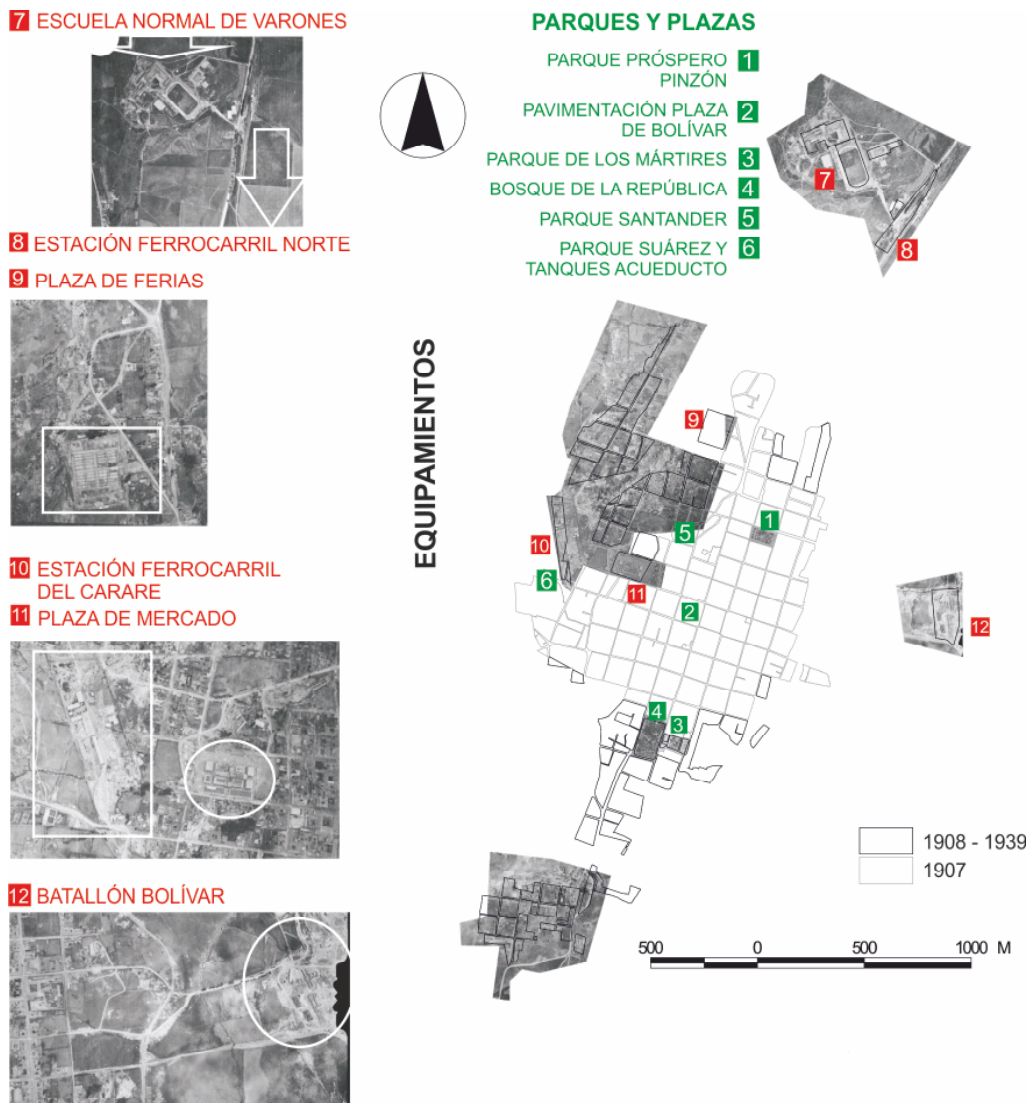 7 ESCUELA NORMAL DE VARONES
8 ESTACIÓN FERROCARRIL NORTE
9 PLAZA DE FERIAS
10 ESTACIÓN FERROCARRIL
DEL CARARE
11 PLAZA DE MERCADO
12 BATALLÓN BOLÍVAR
EQUIPAMIENTOS
PARQUES Y PLAZAS
PARQUE PRÓSPERO 1
PINZÓN
PAVIMENTACIÓN PLAZA 2
DE BOLÍVAR
PARQUE DE LOS MÁRTIRES 3
BOSQUE DE LA REPÚBLICA 4
PARQUE SANTANDER 5
PARQUE SUÁREZ Y 6
TANQUES ACUEDUCTO
7
8
9
1
5
10
6
11
2
12
4
3
1908 - 1939
1907
500 0 500 1000 M